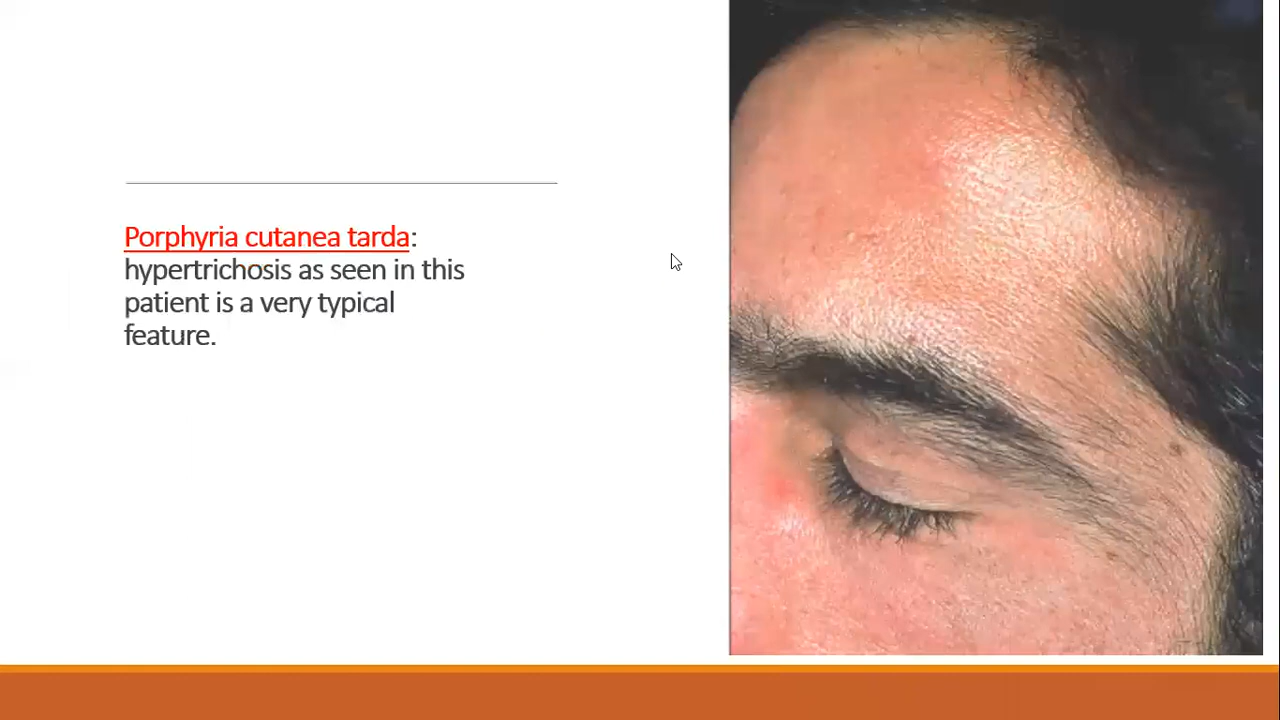 Porphyria cutanea tarda:
hypertrichosis as seen in this
patient is a very typical
feature.